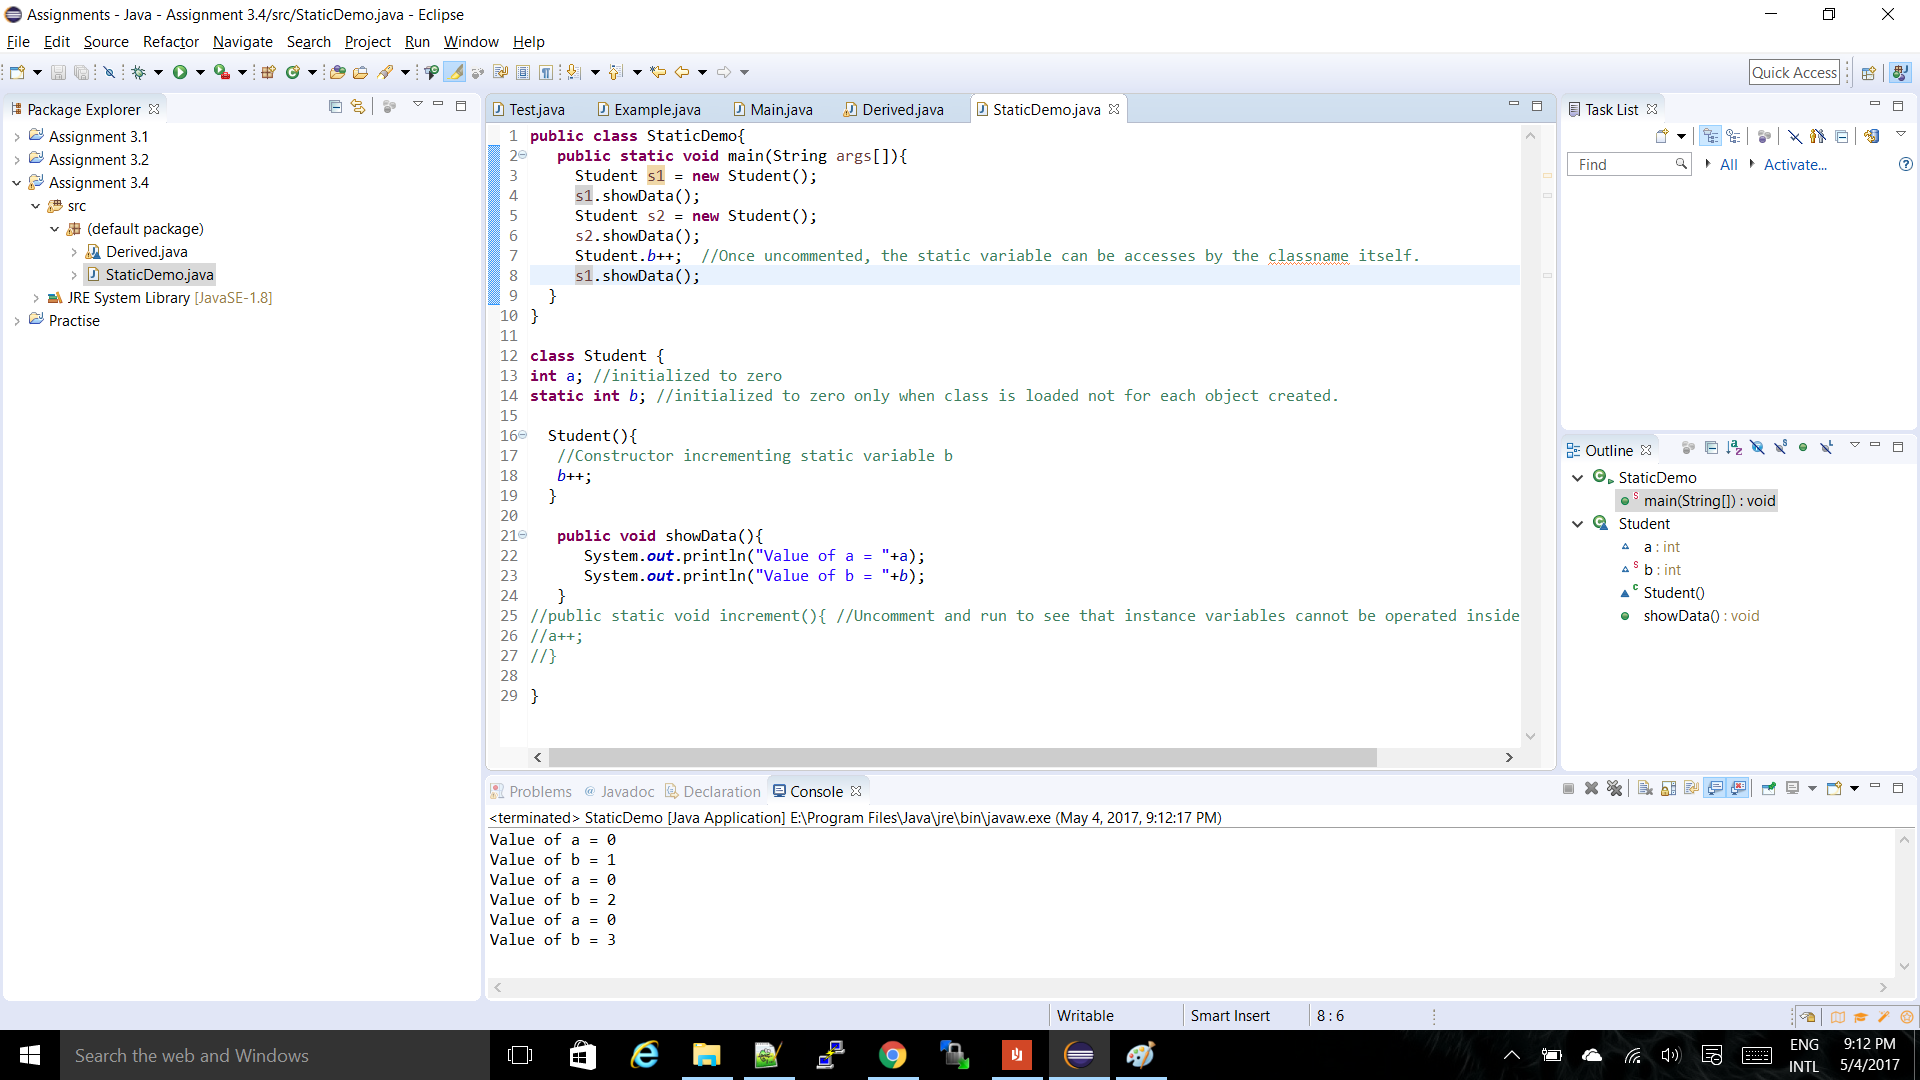 Assignments - Java - Assignment 3.4/src/StaticDemo.java - Eclipse
File Edit Source Refactor Navigate Search Project Run Window Help
Quick Access
Package Explorer
Assignment 3.1
Assignment 3.2
Assignment 3.4
src
(default package)
Derived.java
StaticDemo.java
JRE System Library [JavaSE-1.8]
Practise
Test.java Example.java Main.java Derived.java StaticDemo.java
1 public class StaticDemo{
2 public static void main(String args[]){
3 Student s1 = new Student();
4 s1.showData();
5 Student s2 = new Student();
6 s2.showData();
7 Student.b++; //Once uncommented, the static variable can be accesses by the classname itself.
8 s1.showData();
9 }
10 }
11
12 class Student {
13 int a; //initialized to zero
14 static int b; //initialized to zero only when class is loaded not for each object created.
15
16 Student(){
17 //Constructor incrementing static variable b
18 b++;
19 }
20
21 public void showData(){
22 System.out.println("Value of a = "+a);
23 System.out.println("Value of b = "+b);
24 }
25 //public static void increment(){ //Uncomment and run to see that instance variables cannot be operated inside
26 //a++;
27 //}
28
29 }
Task List
Find All Activate...
Outline
StaticDemo
main(String[]) : void
Student
a : int
b : int
Student()
showData() : void
Problems @ Javadoc Declaration Console
<terminated> StaticDemo [Java Application] E:\Program Files\Java\jre\bin\javaw.exe (May 4, 2017, 9:12:17 PM)
Value of a = 0
Value of b = 1
Value of a = 0
Value of b = 2
Value of a = 0
Value of b = 3
Writable Smart Insert 8 : 6
Search the web and Windows
ENG
INTL
9:12 PM
5/4/2017